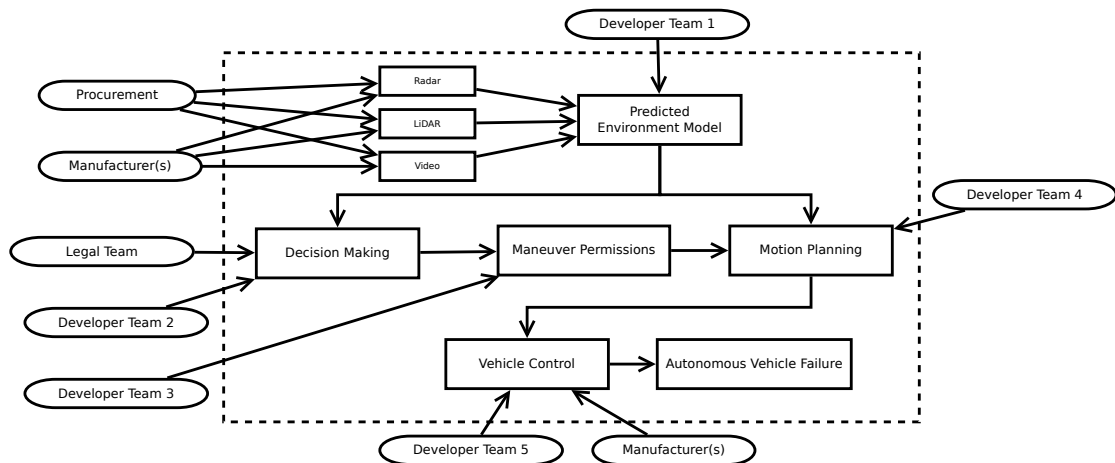 Developer Team 1
Procurement
Radar
LiDAR
Video
Manufacturer(s)
Predicted
Environment Model
Developer Team 4
Legal Team
Decision Making
Maneuver Permissions
Motion Planning
Developer Team 2
Developer Team 3
Vehicle Control
Autonomous Vehicle Failure
Developer Team 5
Manufacturer(s)